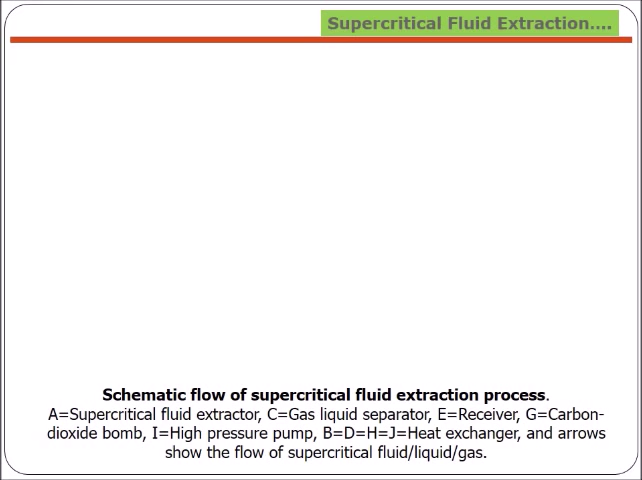 Supercritical Fluid Extraction....
Schematic flow of supercritical fluid extraction process.
A=Supercritical fluid extractor, C=Gas liquid separator, E=Receiver, G=Carbon-
dioxide bomb, I=High pressure pump, B=D=H=J=Heat exchanger, and arrows
show the flow of supercritical fluid/liquid/gas.